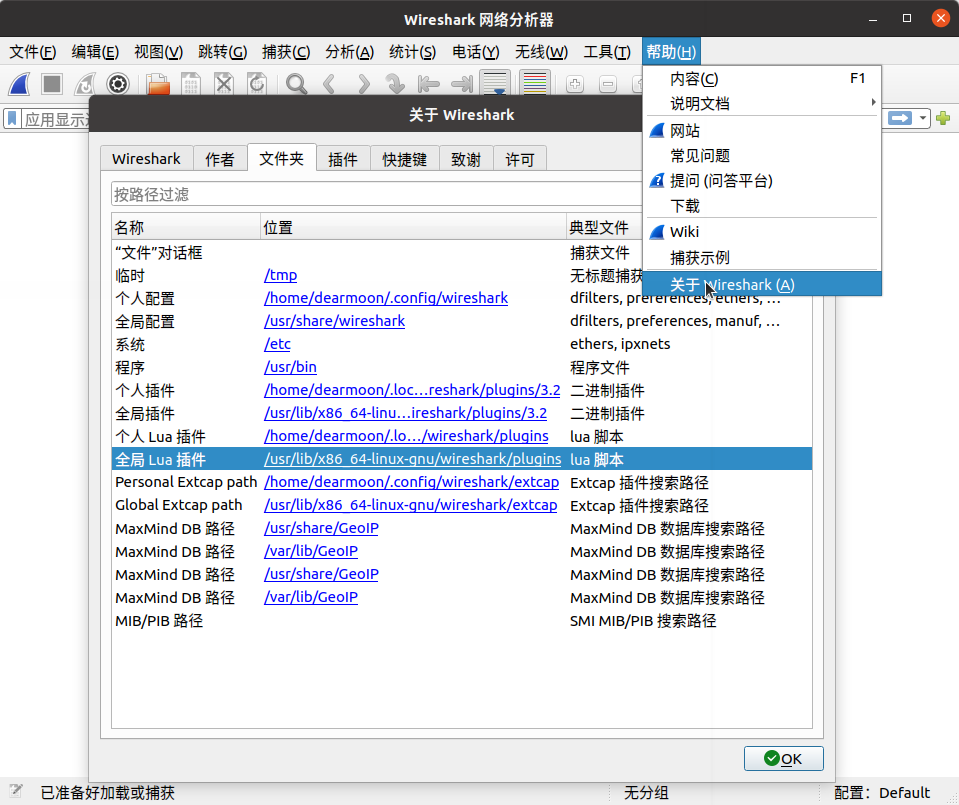 Wireshark 网络分析器
文件(F) 编辑(E) 视图(V) 跳转(G) 捕获(C) 分析(A) 统计(S) 电话(Y) 无线(W) 工具(T) 帮助(H)
应用显示
内容(C) F1
说明文档
网站
常见问题
提问 (问答平台)
下载
Wiki
捕获示例
关于 Wireshark (A)
关于 Wireshark
Wireshark 作者 文件夹 插件 快捷键 致谢 许可
按路径过滤
名称 位置 典型文件
“文件”对话框 捕获文件
临时 /tmp 无标题捕获
个人配置 /home/dearmoon/.config/wireshark dfilters, preferences, ethers, …
全局配置 /usr/share/wireshark dfilters, preferences, manuf, …
系统 /etc ethers, ipxnets
程序 /usr/bin 程序文件
个人插件 /home/dearmoon/.loc…reshark/plugins/3.2 二进制插件
全局插件 /usr/lib/x86_64-linu…ireshark/plugins/3.2 二进制插件
个人 Lua 插件 /home/dearmoon/.lo…/wireshark/plugins lua 脚本
全局 Lua 插件 /usr/lib/x86_64-linux-gnu/wireshark/plugins lua 脚本
Personal Extcap path /home/dearmoon/.config/wireshark/extcap Extcap 插件搜索路径
Global Extcap path /usr/lib/x86_64-linux-gnu/wireshark/extcap Extcap 插件搜索路径
MaxMind DB 路径 /usr/share/GeoIP MaxMind DB 数据库搜索路径
MaxMind DB 路径 /var/lib/GeoIP MaxMind DB 数据库搜索路径
MaxMind DB 路径 /usr/share/GeoIP MaxMind DB 数据库搜索路径
MaxMind DB 路径 /var/lib/GeoIP MaxMind DB 数据库搜索路径
MIB/PIB 路径 SMI MIB/PIB 搜索路径
OK
已准备好加载或捕获 无分组 配置：Default